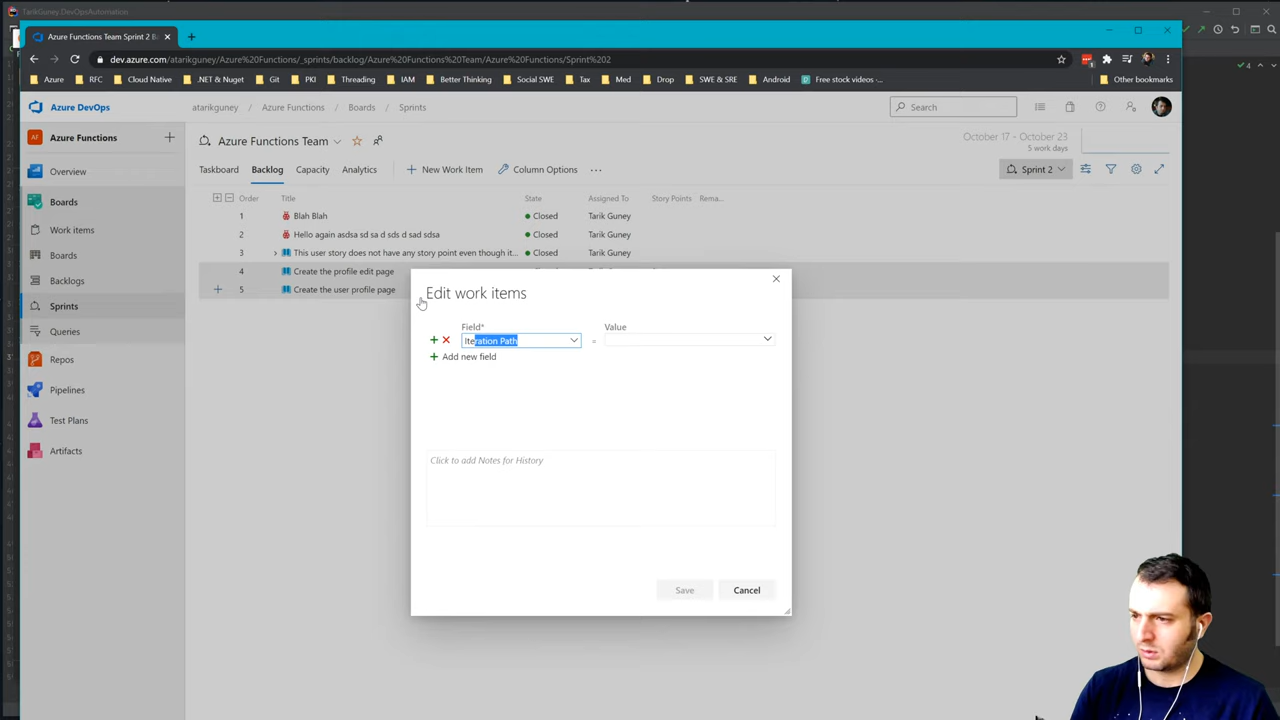 TarikGuney.DevOpsAutomation
Azure Functions Team Sprint 2 Ba
dev.azure.com/atarikguney/Azure%20Functions/_sprints/backlog/Azure%20Functions%20Team/Azure%20Functions/Sprint%202
Azure RFC Cloud Native .NET & Nuget Git PKI Threading IAM Better Thinking Social SWE Tax Med Drop SWE & SRE Android Free stock videos -... Other bookmarks
Azure DevOps atarikguney / Azure Functions / Boards / Sprints Search
AF Azure Functions
Azure Functions Team October 17 - October 23
5 work days
Overview
Taskboard Backlog Capacity Analytics New Work Item Column Options Sprint 2
Boards
Order Title State Assigned To Story Points Rema...
1 Blah Blah Closed Tarik Guney
Work items
2 Hello again asdsa sd sa d sds d sad sdsa Closed Tarik Guney
Boards
3 This user story does not have any story point even though it... Closed Tarik Guney
Backlogs
4 Create the profile edit page
5 Create the user profile page
Sprints
Queries
Repos
Pipelines
Test Plans
Artifacts
Edit work items
Field* Value
Iteration Path =
Add new field
Click to add Notes for History
Save Cancel
4